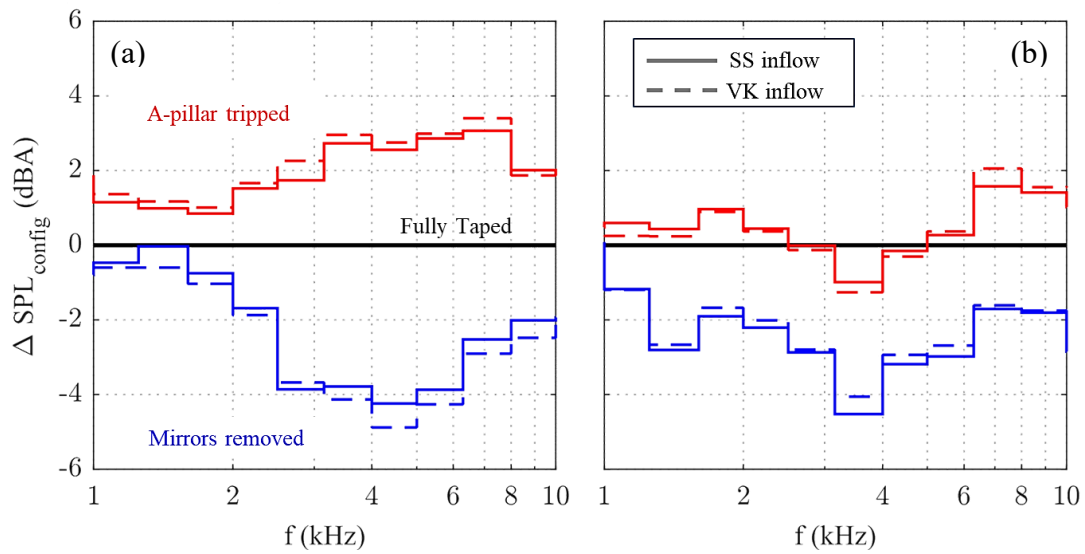 (a)
A-pillar tripped
Fully Taped
Mirrors removed
6
4
2
0
-2
-4
-6
Δ SPL_config (dBA)
1 2 4 6 8 10
f (kHz)
(b)
SS inflow
VK inflow
1 2 4 6 8 10
f (kHz)